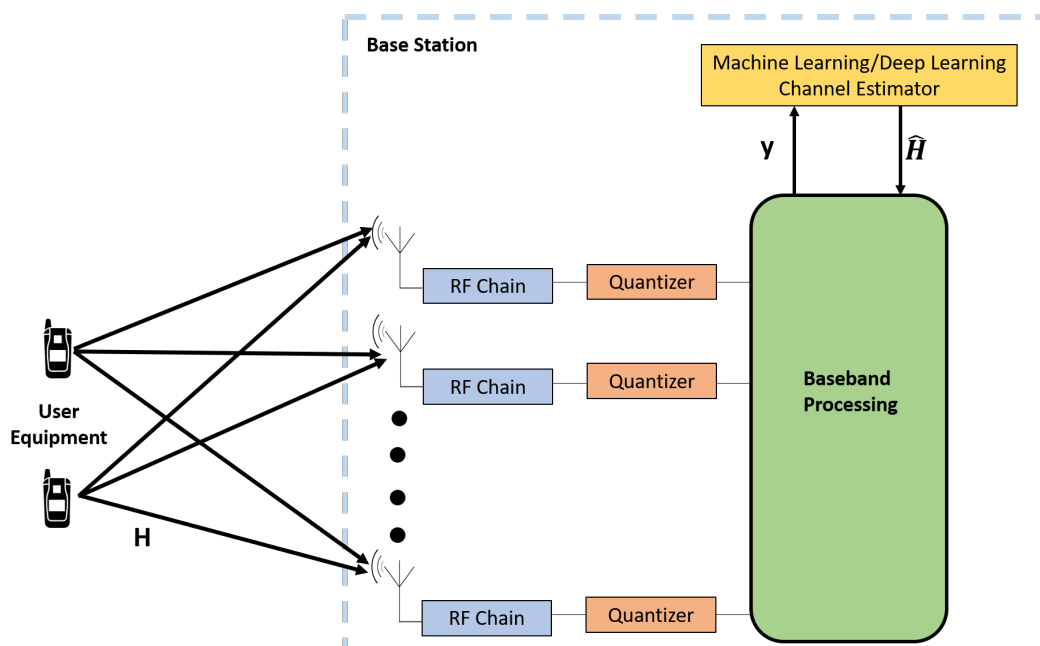 Base Station
Machine Learning/Deep Learning
Channel Estimator
y
Ĥ
RF Chain
Quantizer
RF Chain
Quantizer
Baseband
Processing
User
Equipment
H
RF Chain
Quantizer